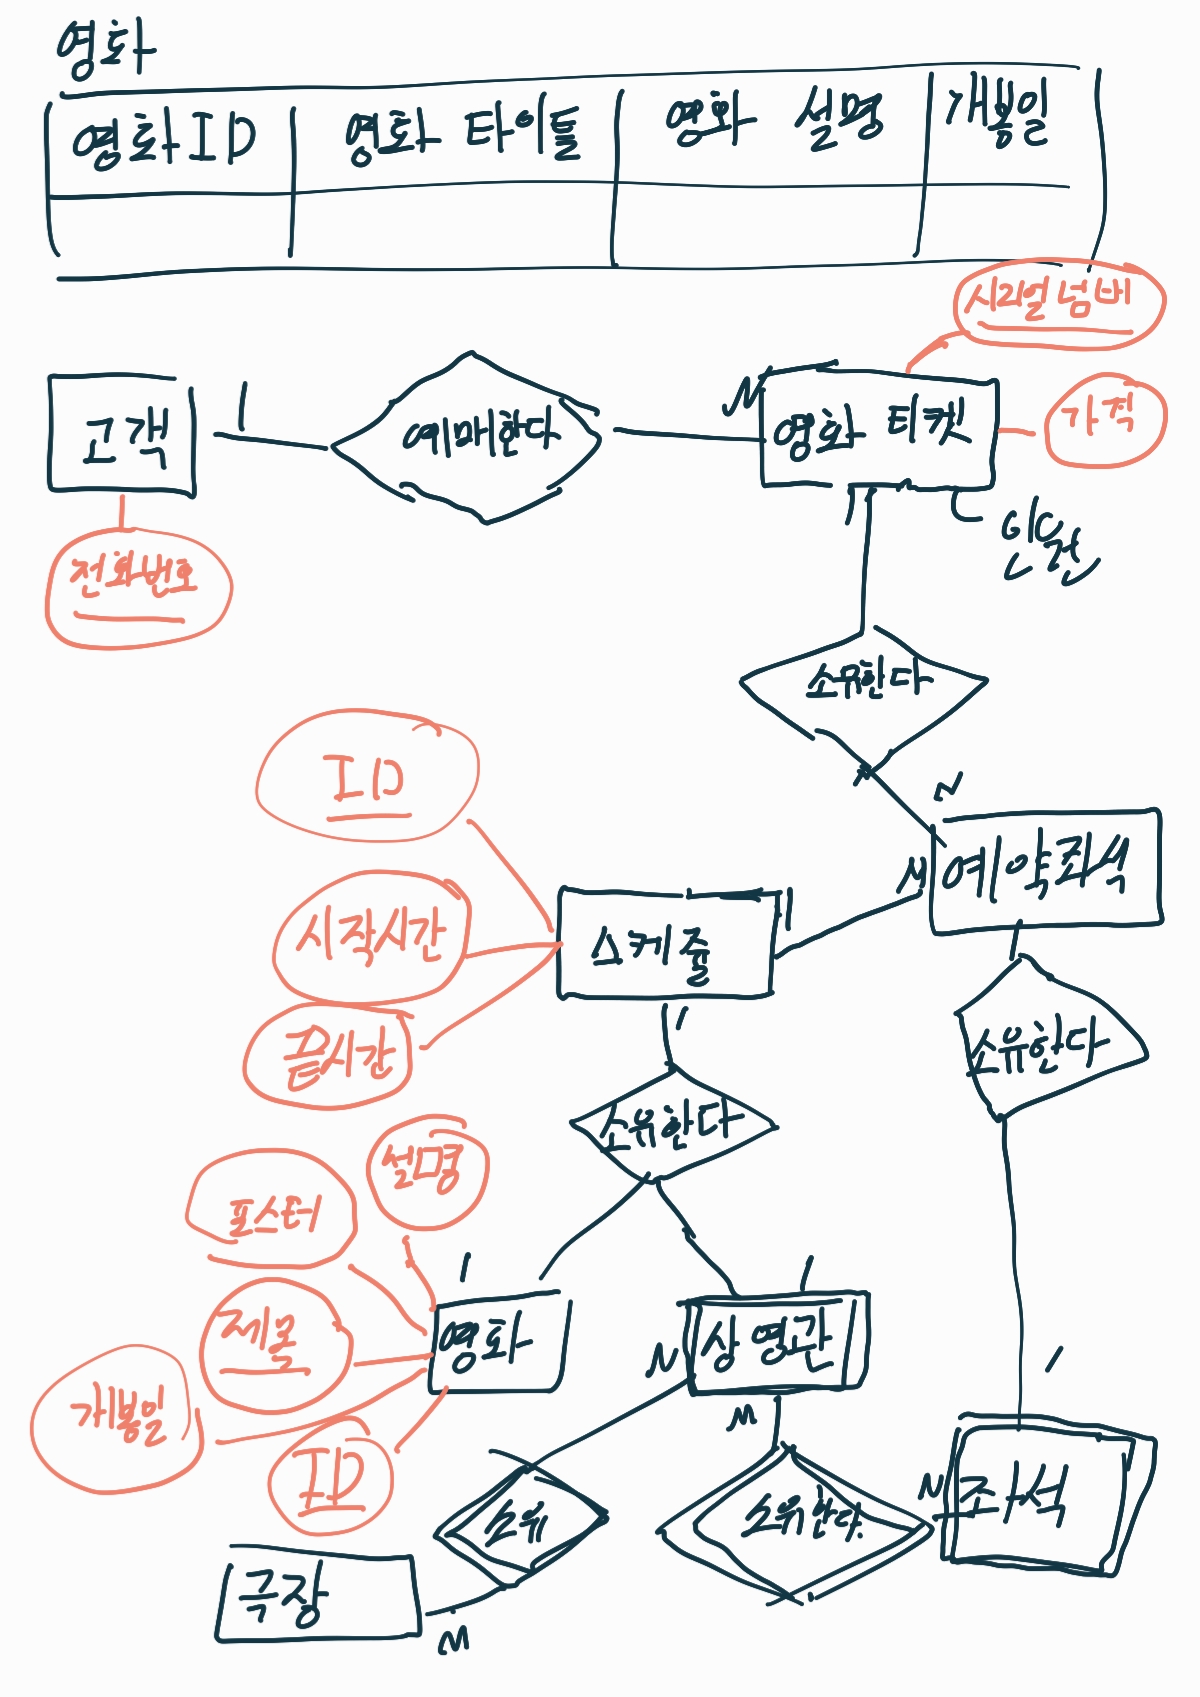 영화
영화ID 영화 타이틀 영화 설명 개봉일
시리얼 넘버
고객 1 예매한다 N 영화 티켓 가격
전화번호
1
인원
소유한다
N
ID
예약좌석
N
시작시간
스케줄 1
끝시간
1
소유한다
소유한다
설명
포스터
1 1
제목
영화 상영관
N
1
개봉일
M
ID
소유
소유한다.
N 좌석
극장
M